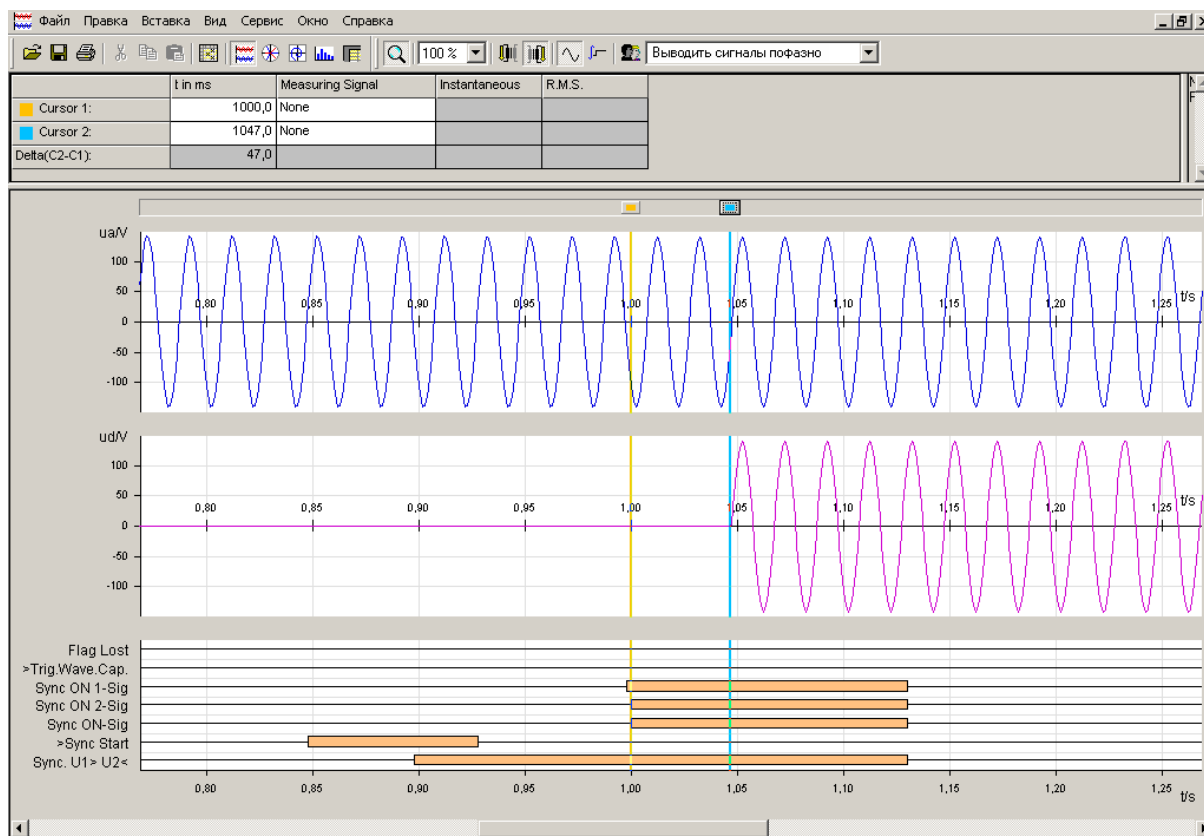 Файл Правка Вставка Вид Сервис Окно Справка
100 % Выводить сигналы пофазно
t in ms Measuring Signal Instantaneous R.M.S.
Cursor 1: 1000,0 None
Cursor 2: 1047,0 None
Delta(C2-C1): 47,0
ua/V
100
50
0,80 0,85 0,90 0,95 1,00 1,05 1,10 1,15 1,20 1,25 t/s
0
-50
-100
ud/V
100
50
0,80 0,85 0,90 0,95 1,00 1,05 1,10 1,15 1,20 1,25 t/s
0
-50
-100
Flag Lost
>Trig.Wave.Cap.
Sync ON 1-Sig
Sync ON 2-Sig
Sync ON-Sig
>Sync Start
Sync. U1> U2<
0,80 0,85 0,90 0,95 1,00 1,05 1,10 1,15 1,20 1,25 t/s